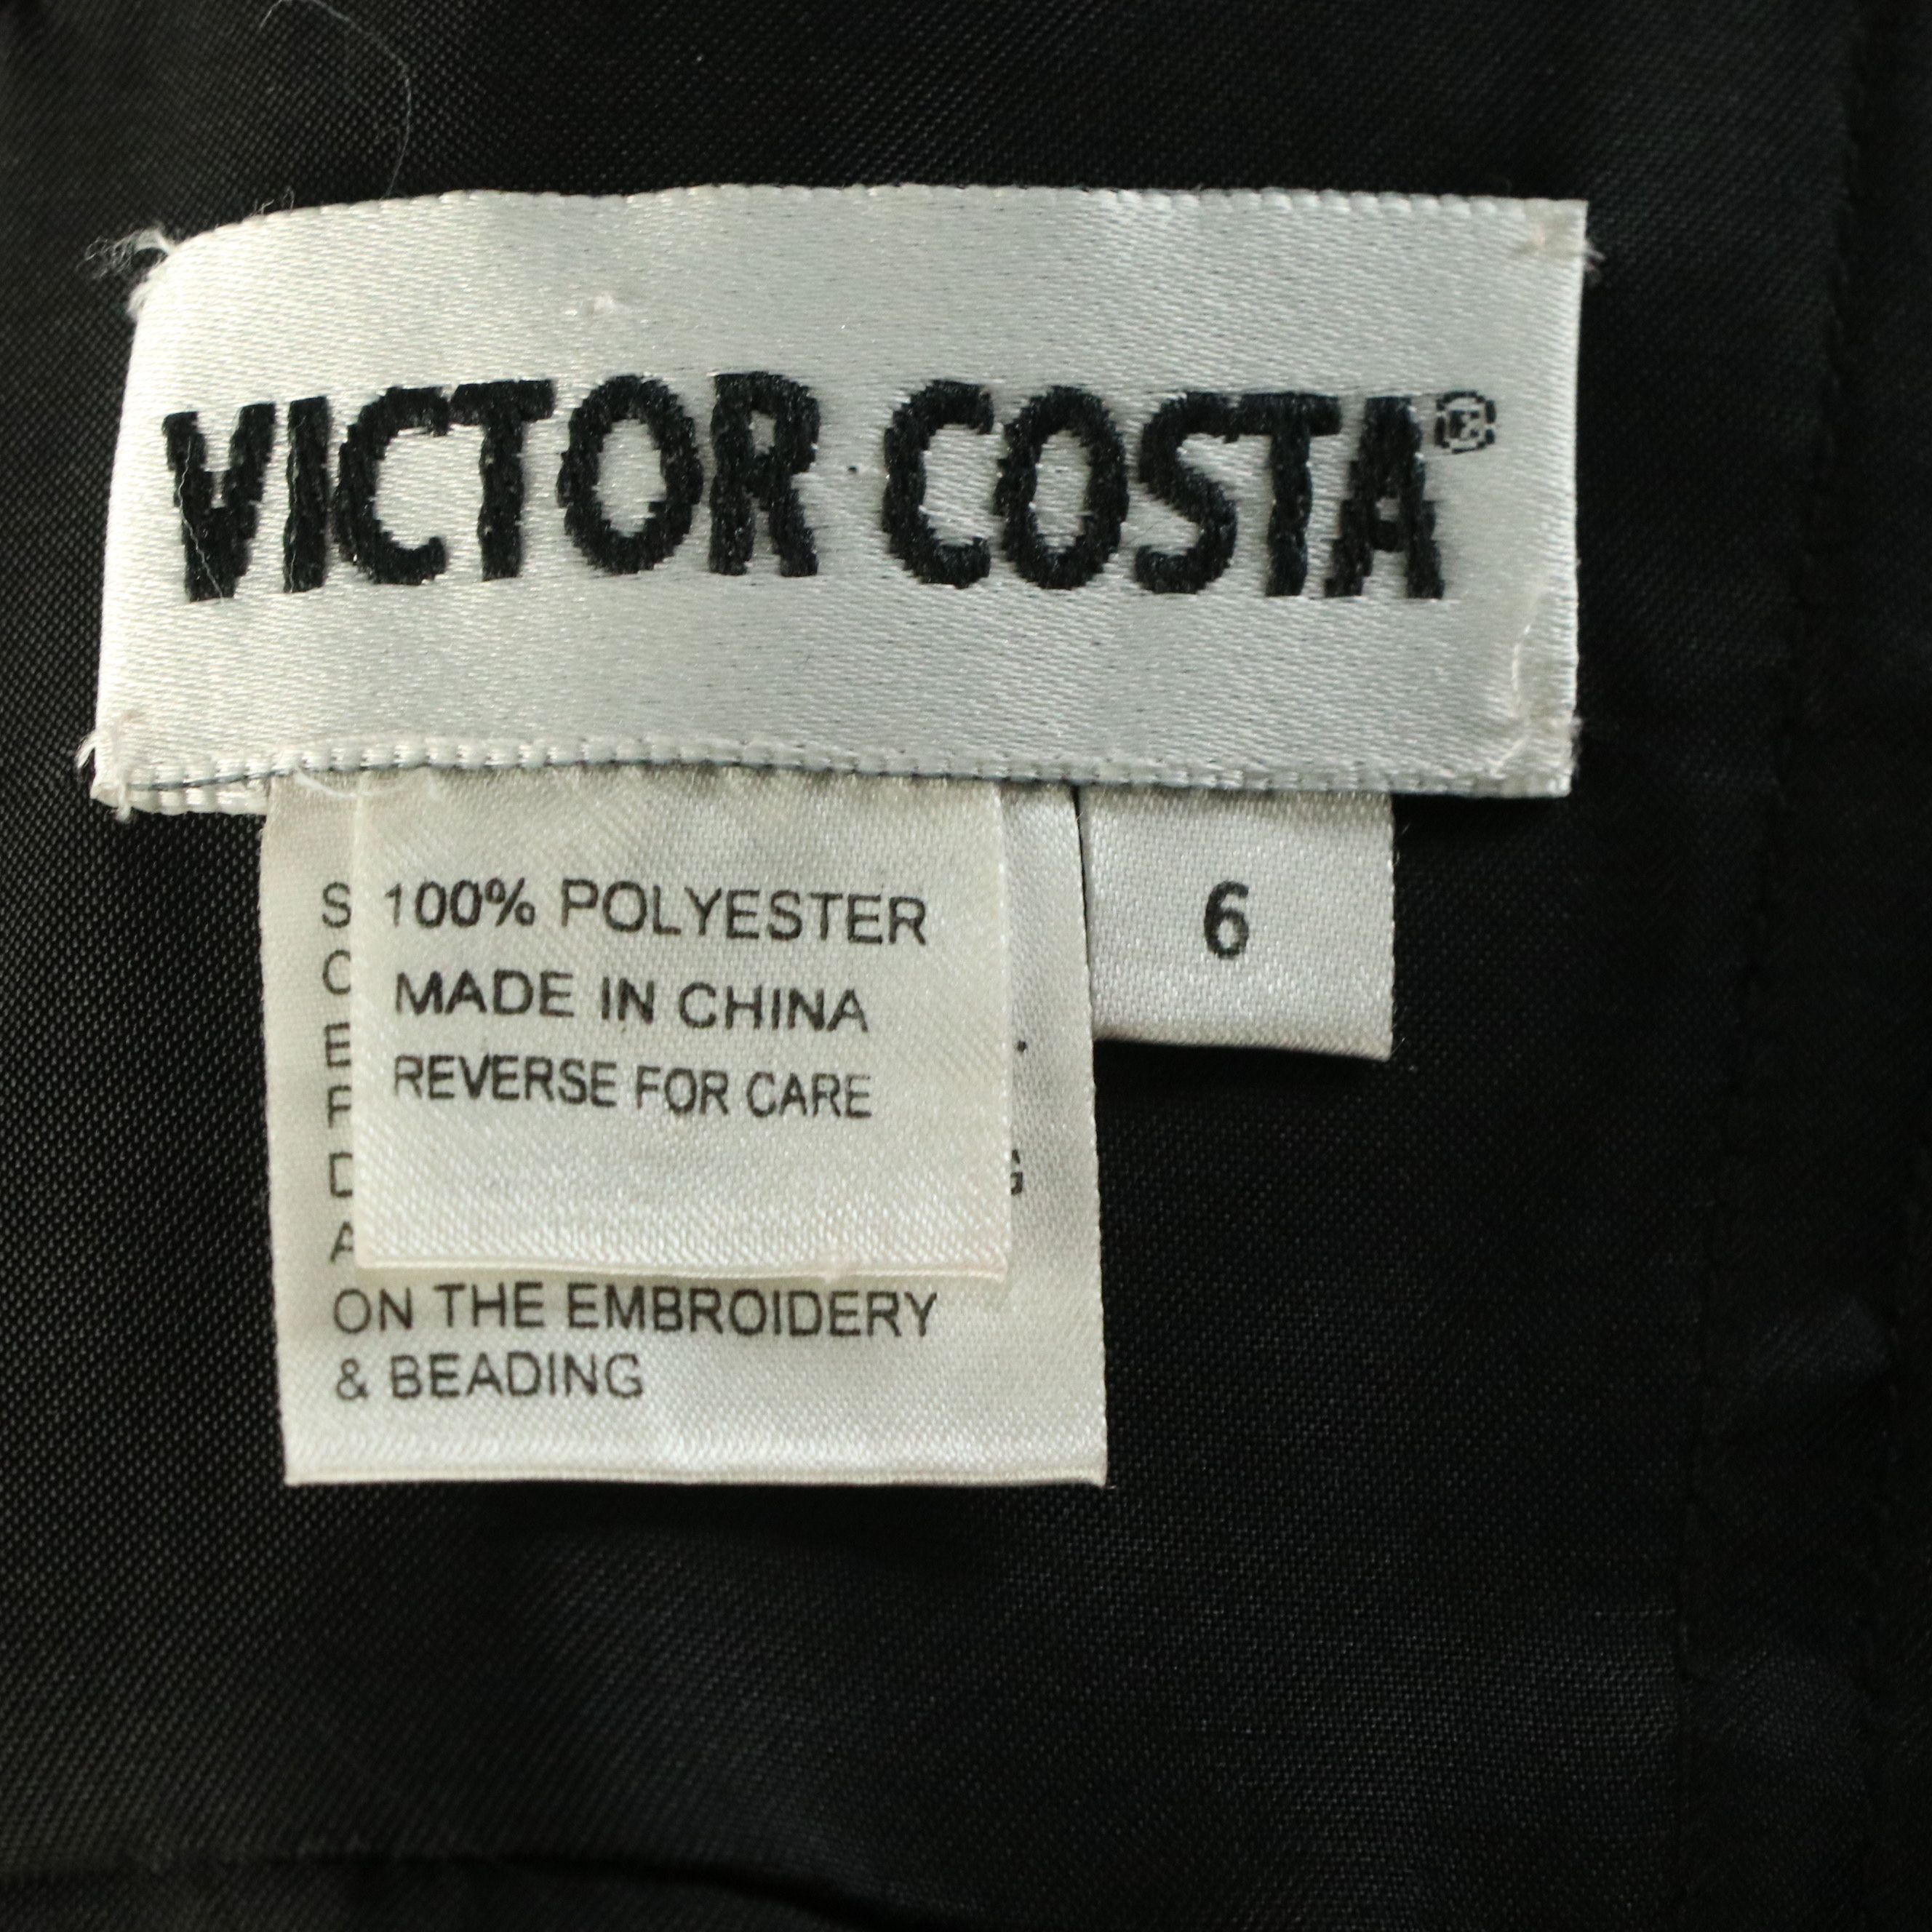 VICTOR COSTA®
6
100% POLYESTER
MADE IN CHINA
REVERSE FOR CARE
ON THE EMBROIDERY
& BEADING